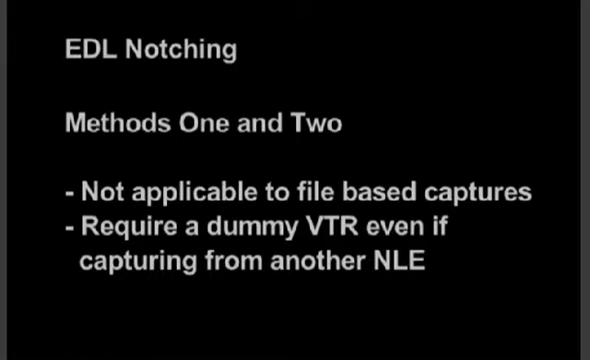 EDL Notching
Methods One and Two
- Not applicable to file based captures
- Require a dummy VTR even if
capturing from another NLE